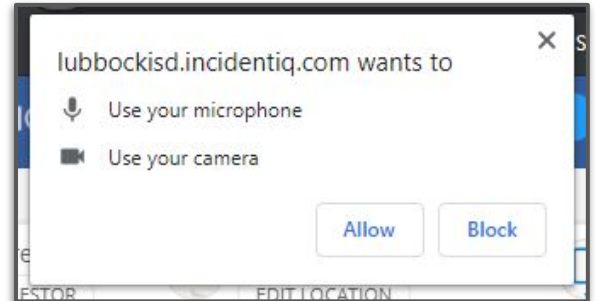 lubbockisd.incidentiq.com wants to
Use your microphone
Use your camera
Allow
Block
EDIT LOCATION